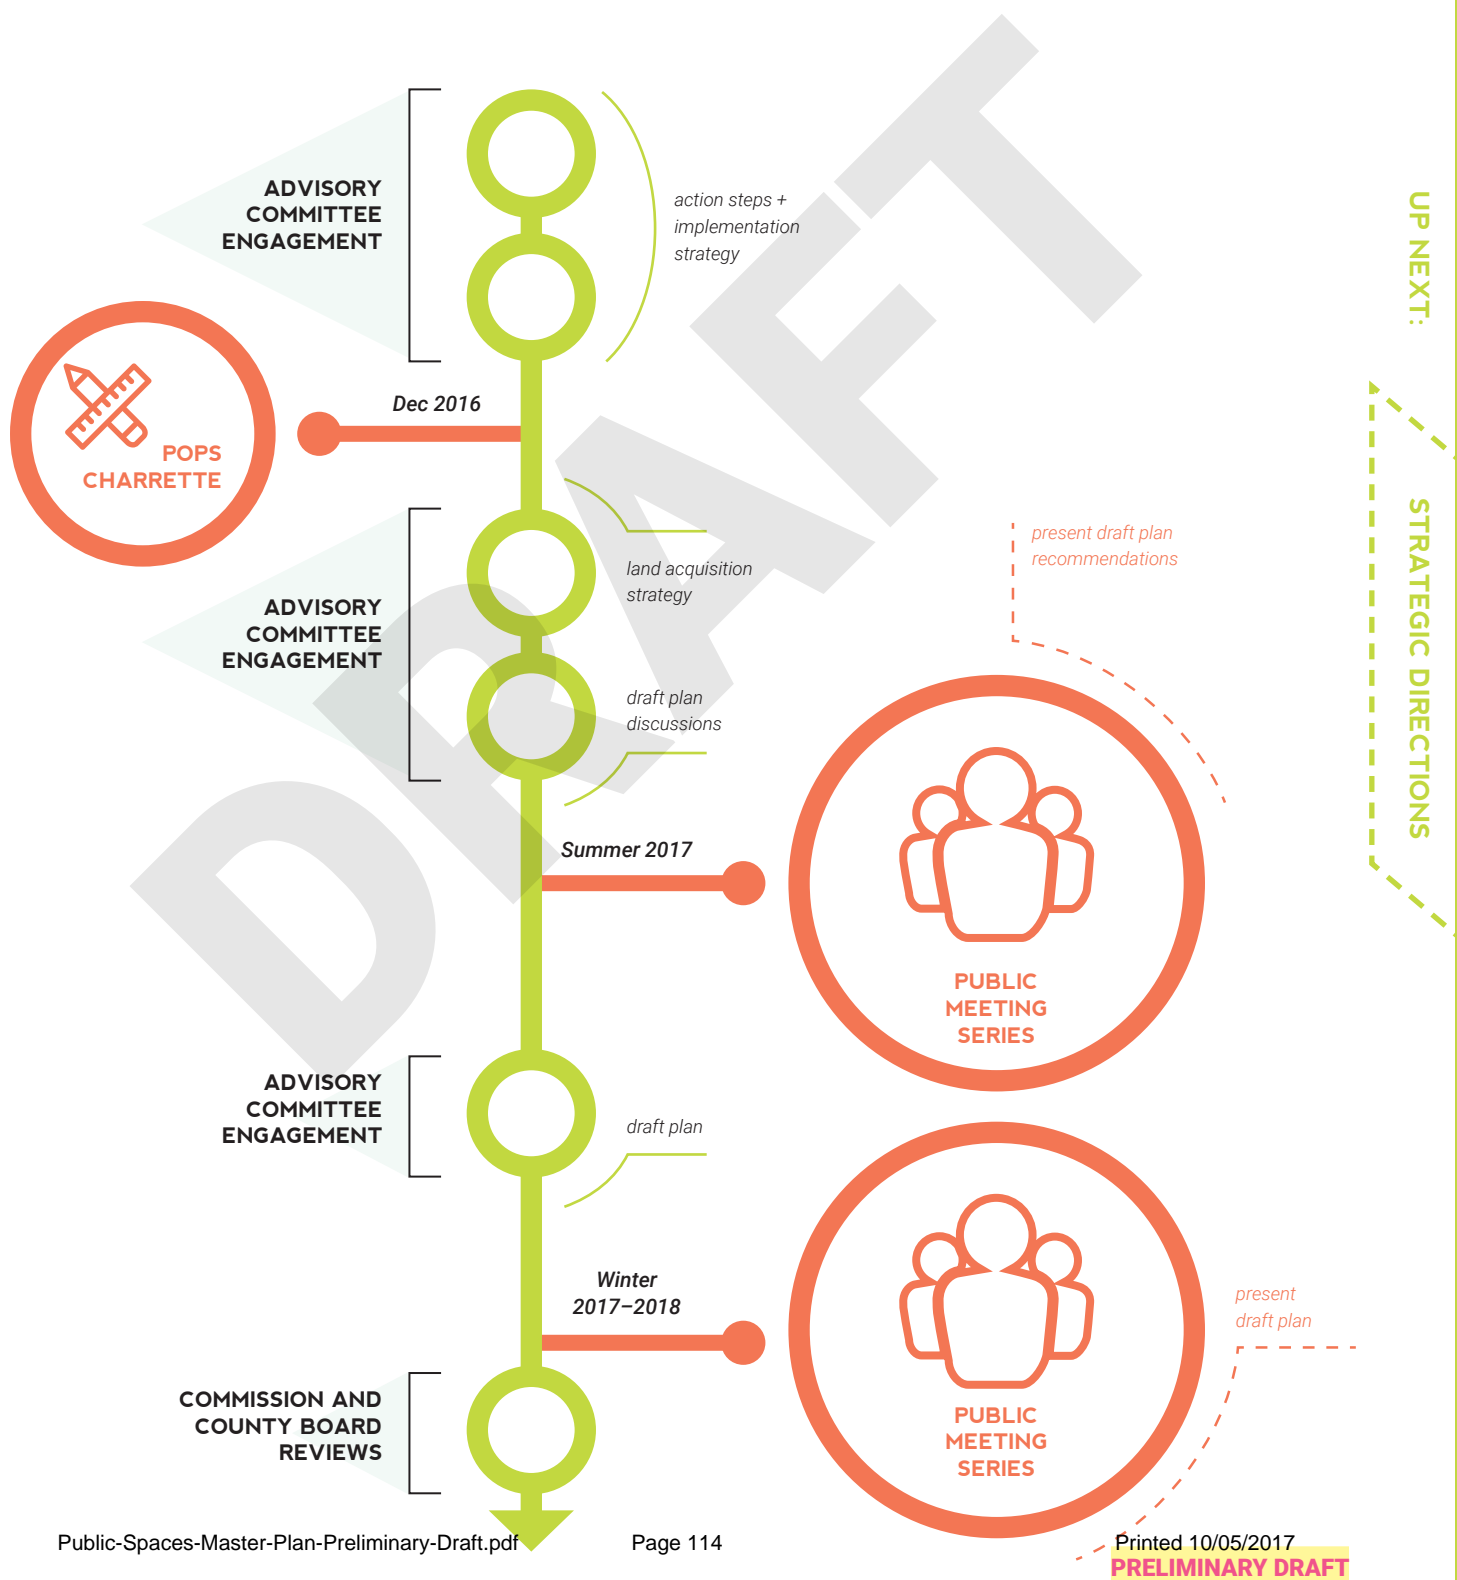 ADVISORY
COMMITTEE
ENGAGEMENT
action steps +
implementation
strategy
UP NEXT:
Dec 2016
POPS
CHARRETTE
STRATEGIC DIRECTIONS
present draft plan
recommendations
land acquisition
strategy
ADVISORY
COMMITTEE
ENGAGEMENT
draft plan
discussions
Summer 2017
PUBLIC
MEETING
SERIES
ADVISORY
COMMITTEE
ENGAGEMENT
draft plan
Winter
2017–2018
present
draft plan
COMMISSION AND
COUNTY BOARD
REVIEWS
PUBLIC
MEETING
SERIES
DRAFT
Public-Spaces-Master-Plan-Preliminary-Draft.pdf
Page 114
Printed 10/05/2017
PRELIMINARY DRAFT